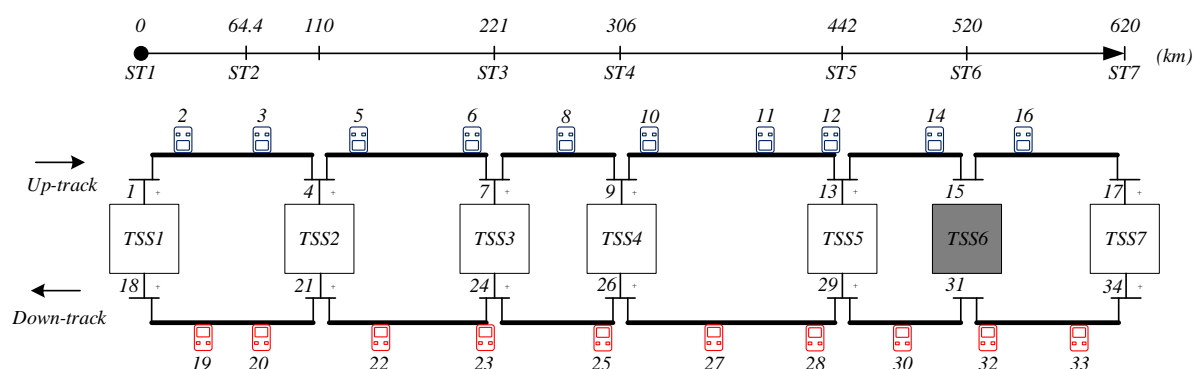 0 64.4 110 221 306 442 520 620
ST1 ST2 ST3 ST4 ST5 ST6 ST7 (km)
2 3 5 6 8 10 11 12 14 16
Up-track
1 4 7 9 13 15 17
+ + + + + +
TSS1 TSS2 TSS3 TSS4 TSS5 TSS6 TSS7
18 21 24 26 29 31 34
+ + + + + +
Down-track
19 20 22 23 25 27 28 30 32 33